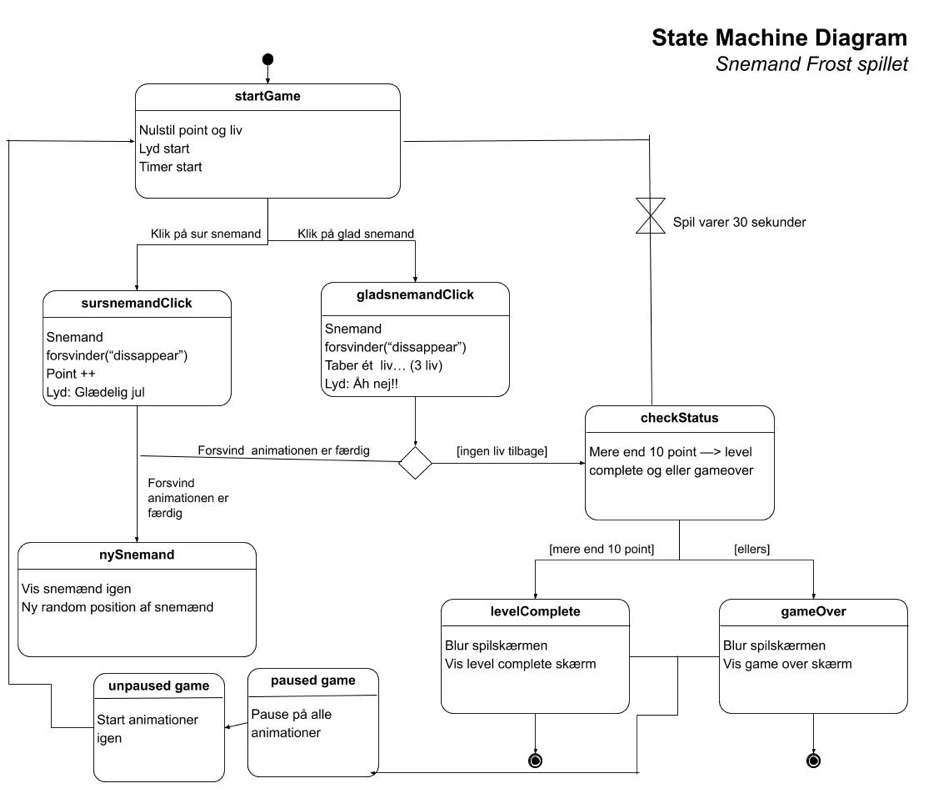 State Machine Diagram
Snemand Frost spillet
startGame
Nulstil point og liv
Lyd start
Timer start
Spil varer 30 sekunder
Klik på sur snemand
Klik på glad snemand
sursnemandClick
Snemand
forsvinder(“dissappear”)
Point ++
Lyd: Glædelig jul
gladsnemandClick
Snemand
forsvinder(“dissappear”)
Taber ét liv… (3 liv)
Lyd: Åh nej!!
checkStatus
Mere end 10 point —> level
complete og eller gameover
Forsvind animationen er færdig
[ingen liv tilbage]
Forsvind
animationen er
færdig
nySnemand
Vis snemænd igen
Ny random position af snemænd
[mere end 10 point]
[ellers]
levelComplete
Blur spilskærmen
Vis level complete skærm
gameOver
Blur spilskærmen
Vis game over skærm
unpaused game
Start animationer
igen
paused game
Pause på alle
animationer